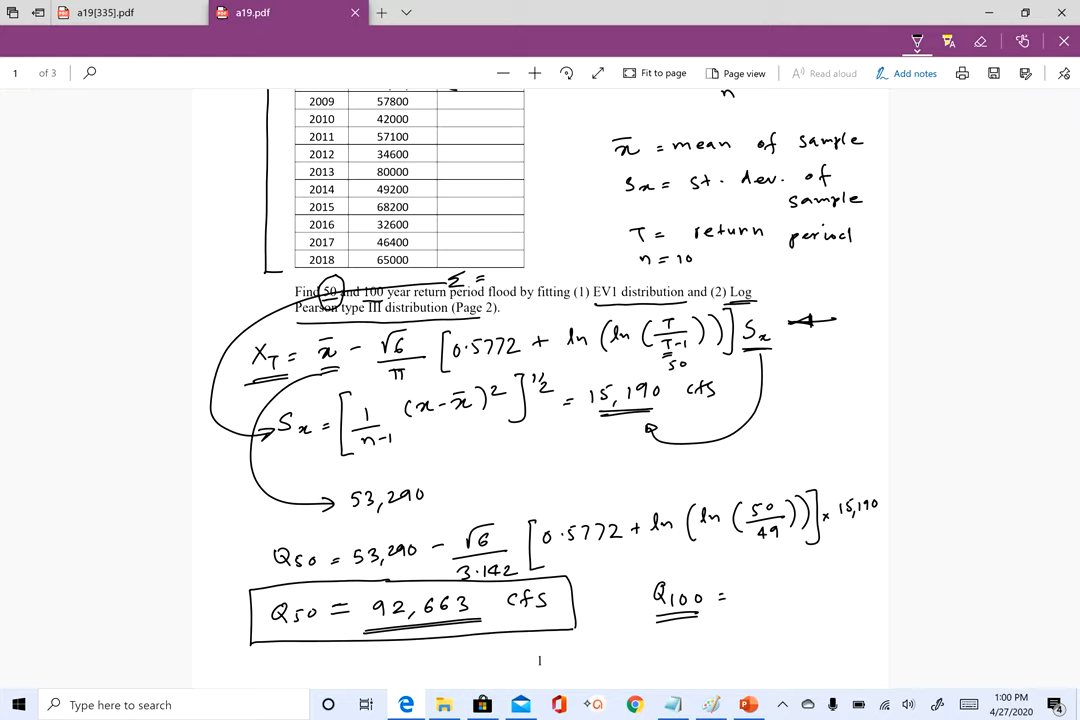 a19[335].pdf
a19.pdf
1 of 3
Fit to page
Page view
Read aloud
Add notes
n
2009 57800
2010 42000
2011 57100
2012 34600
2013 80000
2014 49200
2015 68200
2016 32600
2017 46400
2018 65000
x̄ = mean of sample
Sx = st. dev. of
sample
T = return period
n = 10
Σ =
Find 50 and 100 year return period flood by fitting (1) EV1 distribution and (2) Log
Pearson type III distribution (Page 2).
XT = x̄ - √6/π [0.5772 + ln (ln (T/T-1))] Sx
50
Sx = [1/n-1 (x - x̄)²]^1/2 = 15,190 cfs
53,290
Q50 = 53,290 - √6/3.142 [0.5772 + ln (ln (50/49))] × 15,190
Q50 = 92,663 cfs
Q100 =
1
Type here to search
1:00 PM
4/27/2020
4